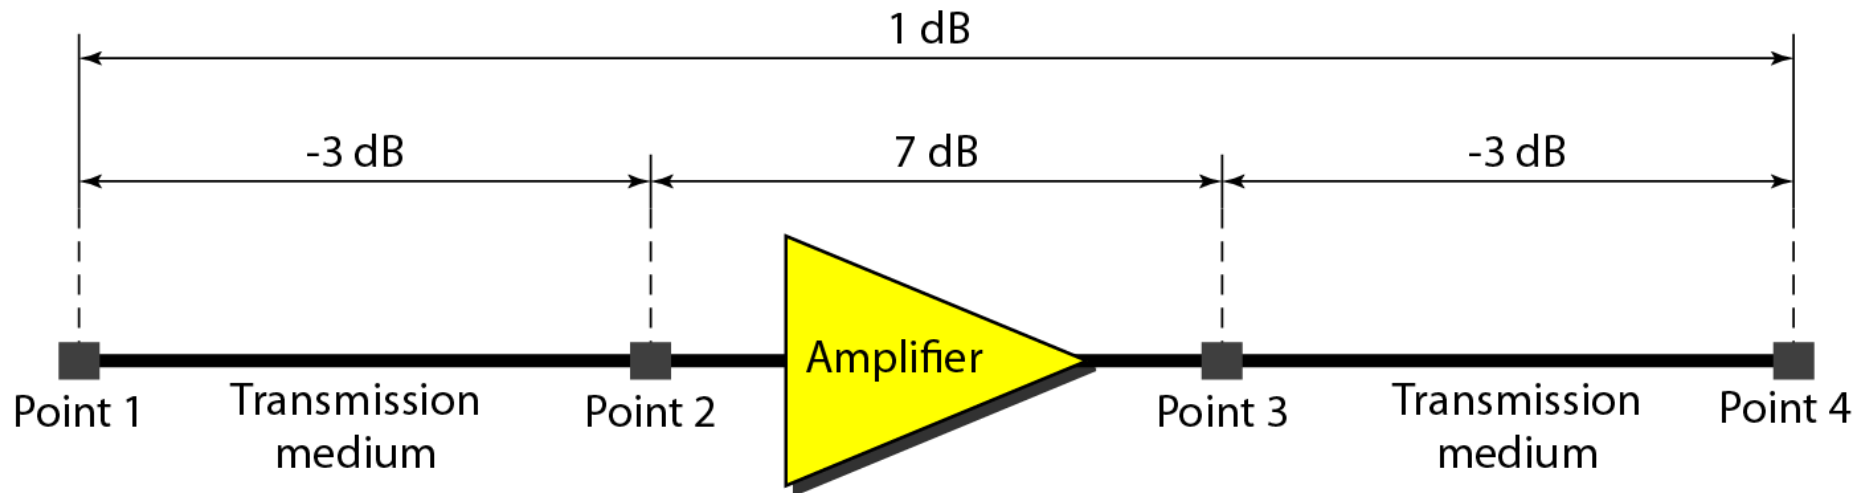 1 dB
-3 dB
7 dB
-3 dB
Amplifier
Point 1
Transmission
medium
Point 2
Point 3
Transmission
medium
Point 4